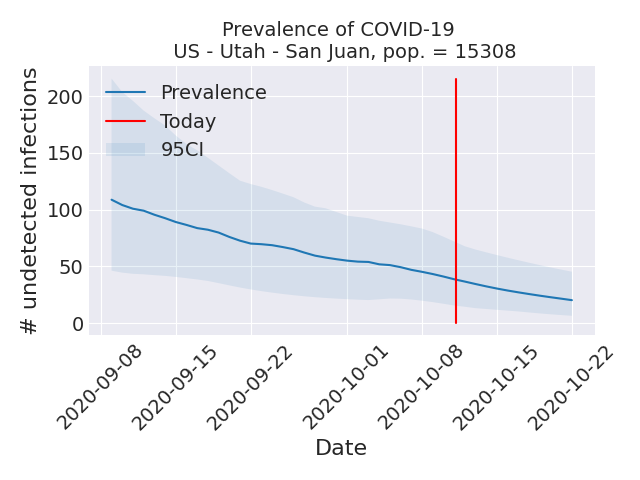 Prevalence of COVID-19
US - Utah - San Juan, pop. = 15308
# undetected infections
200
150
100
50
0
Prevalence
Today
95CI
2020-09-08
2020-09-15
2020-09-22
2020-10-01
2020-10-08
2020-10-15
2020-10-22
Date